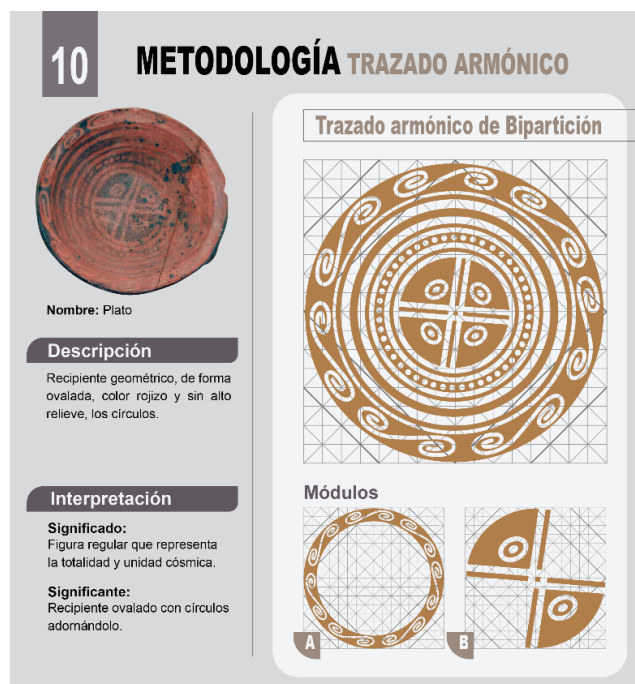 10
METODOLOGÍA TRAZADO ARMÓNICO
Nombre: Plato
Descripción
Recipiente geométrico, de forma
ovalada, color rojizo y sin alto
relieve, los círculos.
Interpretación
Significado:
Figura regular que representa
la totalidad y unidad cósmica.
Significante:
Recipiente ovalado con círculos
adornándolo.
Trazado armónico de Bipartición
Módulos
A
B